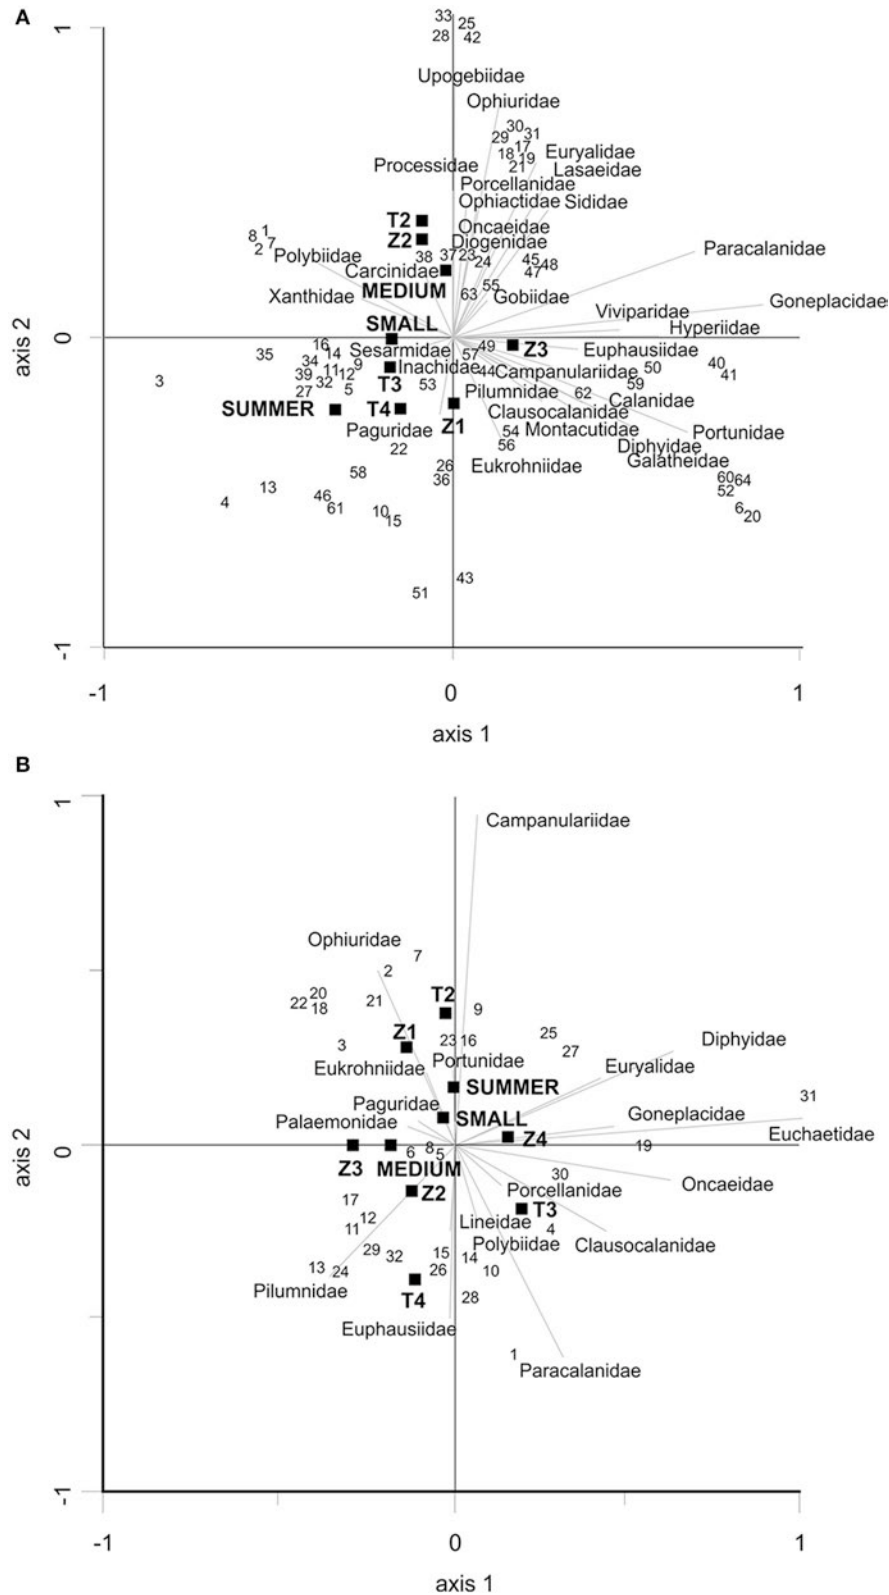 A
33
25
28
42
1
Upogebiidae
Ophiuridae
30
29
31
17
18
19
21
Euryalidae
Processidae
Lasaeidae
Porcellanidae
Ophiactidae
Sididae
T2
Oncaeidae
Z2
Diogenidae
8
1
7
2
Polybiidae
38
37
23
24
45
48
47
Paracalanidae
Carcinidae
MEDIUM
55
63
Gobiidae
Xanthidae
Viviparidae
Goneplacidae
SMALL
Hyperiidae
0
axis 2
16
35
14
34
Sesarmidae
57
49
Z3
Euphausiidae
9
11
12
39
32
Inachidae
44
Campanulariidae
50
40
41
3
27
5
T3
53
Pilumnidae
62
59
Calanidae
SUMMER
T4
Z1
Clausocalanidae
Paguridae
54
Montacutidae
Portunidae
22
56
Diphyidae
Galatheidae
58
26
46
Eukrohniidae
60
64
52
13
4
46
61
10
15
6
20
51
43
-1
-1
0
1
axis 1
B
1
Campanulariidae
Ophiuridae
7
2
20
22
18
21
T2
9
Z1
23
16
32
27
3
Diphyidae
Eukrohniidae
Portunidae
Euryalidae
SUMMER
31
Paguridae
SMALL
Goneplacidae
Palaemonidae
Z4
Euchaetidae
0
axis 2
6
8
5
19
Z3
MEDIUM
30
Z2
Porcellanidae
Oncaeidae
17
T3
12
11
Lineidae
4
29
32
15
14
Polybiidae
Clausocalanidae
13
24
26
10
Pilumnidae
T4
28
Euphausiidae
1
Paracalanidae
-1
-1
0
1
axis 1